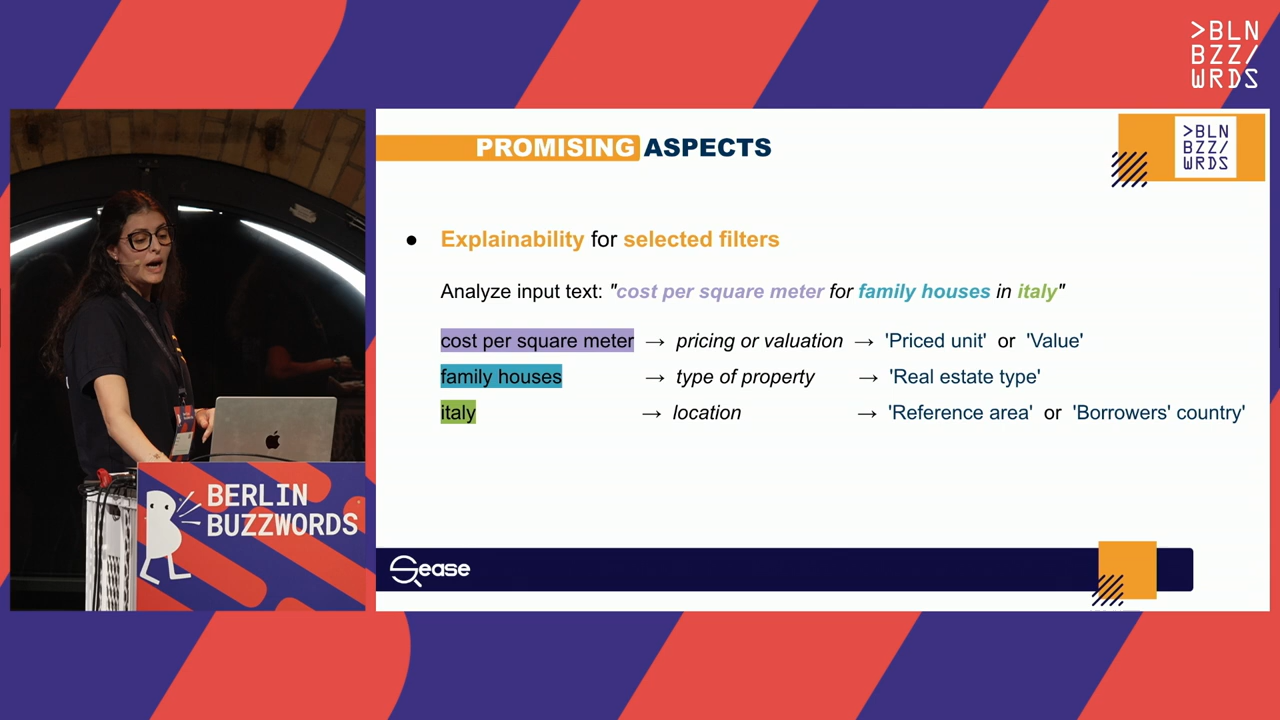 >BLN
BZZ/
WRDS
PROMISING ASPECTS
>BLN
BZZ/
WRDS
● Explainability for selected filters
Analyze input text: "cost per square meter for family houses in italy"
cost per square meter → pricing or valuation → 'Priced unit' or 'Value'
family houses → type of property → 'Real estate type'
italy → location → 'Reference area' or 'Borrowers' country'
BERLIN
BUZZWORDS
Sease